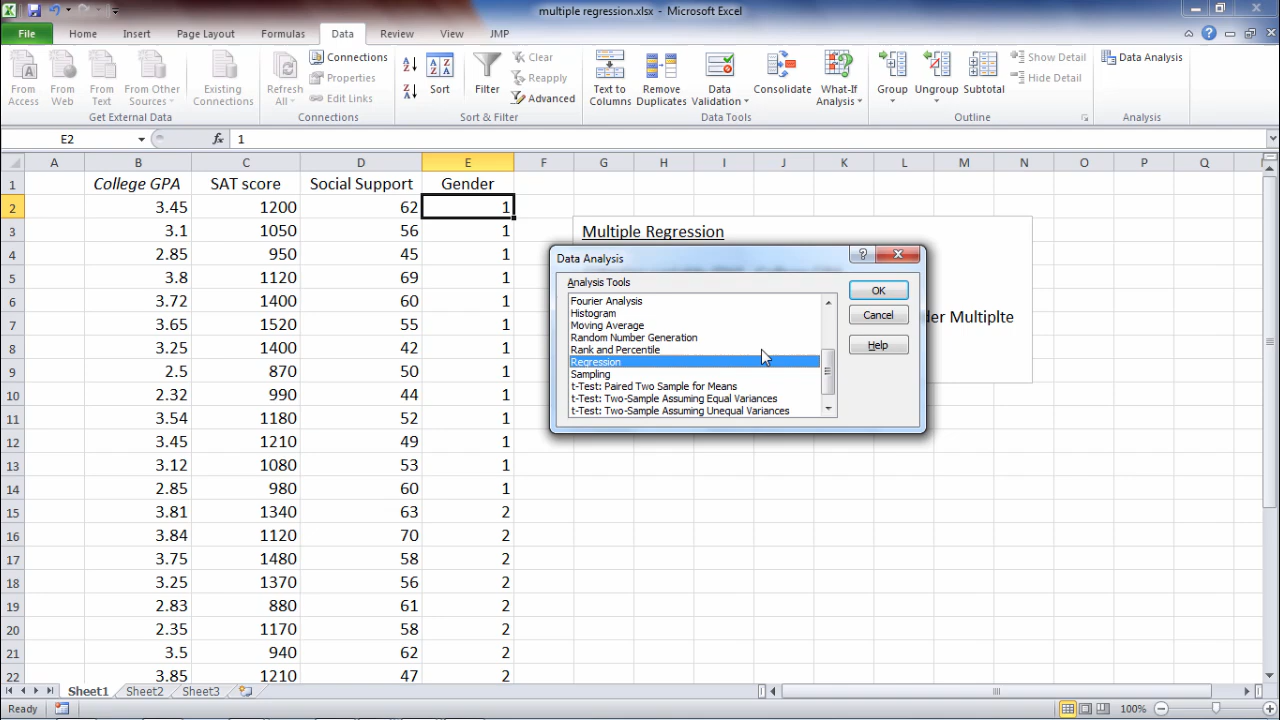 multiple regression.xlsx - Microsoft Excel
File Home Insert Page Layout Formulas Data Review View JMP
From Access
From Web
From Text
From Other Sources
Existing Connections
Get External Data
Refresh All
Connections
Properties
Edit Links
Connections
Sort
Filter
Clear
Reapply
Advanced
Sort & Filter
Text to Columns
Remove Duplicates
Data Validation
Consolidate
What-If Analysis
Data Tools
Group
Ungroup
Subtotal
Show Detail
Hide Detail
Outline
Data Analysis
Analysis
E2 fx 1
A B C D E F G H I J K L M N O P Q
1 College GPA SAT score Social Support Gender
2 3.45 1200 62 1
3 3.1 1050 56 1
4 2.85 950 45 1
5 3.8 1120 69 1
6 3.72 1400 60 1
7 3.65 1520 55 1
8 3.25 1400 42 1
9 2.5 870 50 1
10 2.32 990 44 1
11 3.54 1180 52 1
12 3.45 1210 49 1
13 3.12 1080 53 1
14 2.85 980 60 1
15 3.81 1340 63 2
16 3.84 1120 70 2
17 3.75 1480 58 2
18 3.25 1370 56 2
19 2.83 880 61 2
20 2.35 1170 58 2
21 3.5 940 62 2
22 3.85 1210 47 2
Multiple Regression
der Multiplte
Data Analysis
Analysis Tools
Fourier Analysis
Histogram
Moving Average
Random Number Generation
Rank and Percentile
Regression
Sampling
t-Test: Paired Two Sample for Means
t-Test: Two-Sample Assuming Equal Variances
t-Test: Two-Sample Assuming Unequal Variances
OK
Cancel
Help
Sheet1 Sheet2 Sheet3
Ready 100%